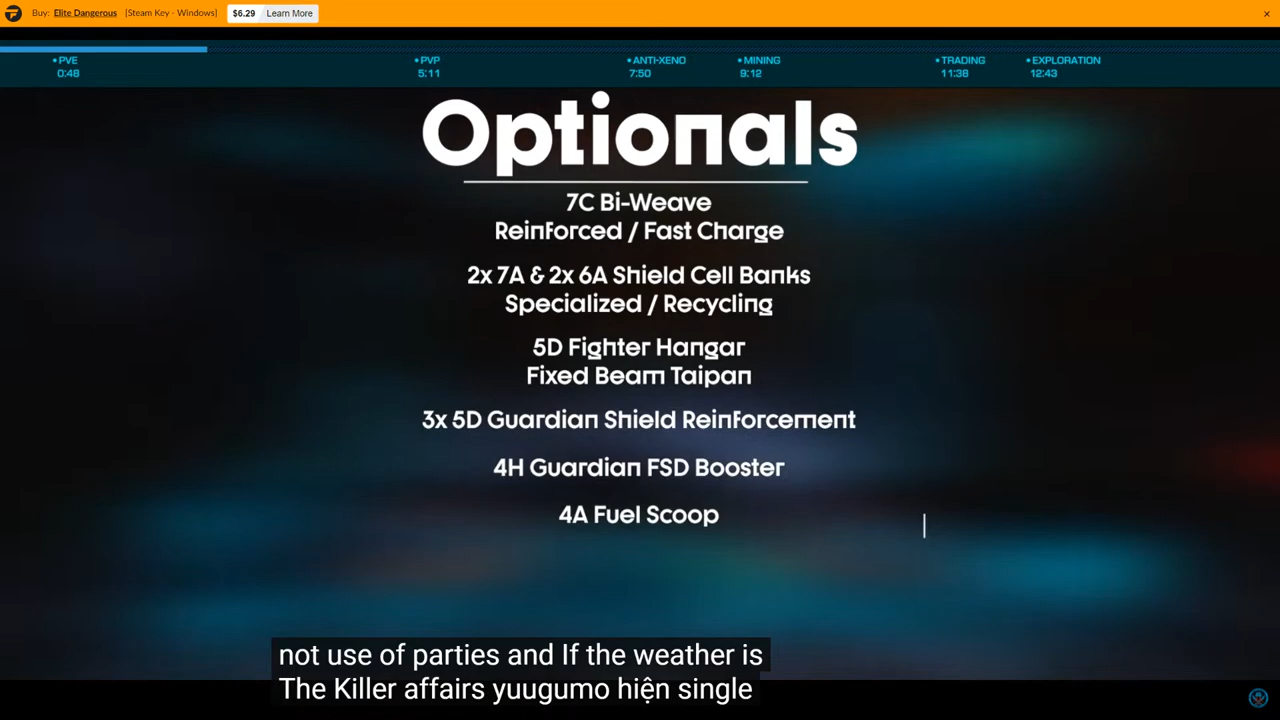 Buy: Elite Dangerous [Steam Key - Windows] $6.29 Learn More ×
• PVE • PVP • ANTI-XENO • MINING • TRADING • EXPLORATION
0:48 5:11 7:50 9:12 11:38 12:43
Optionals
7C Bi-Weave
Reinforced / Fast Charge
2x 7A & 2x 6A Shield Cell Banks
Specialized / Recycling
5D Fighter Hangar
Fixed Beam Taipan
3x 5D Guardian Shield Reinforcement
4H Guardian FSD Booster
4A Fuel Scoop
not use of parties and If the weather is
The Killer affairs yuugumo hiện single